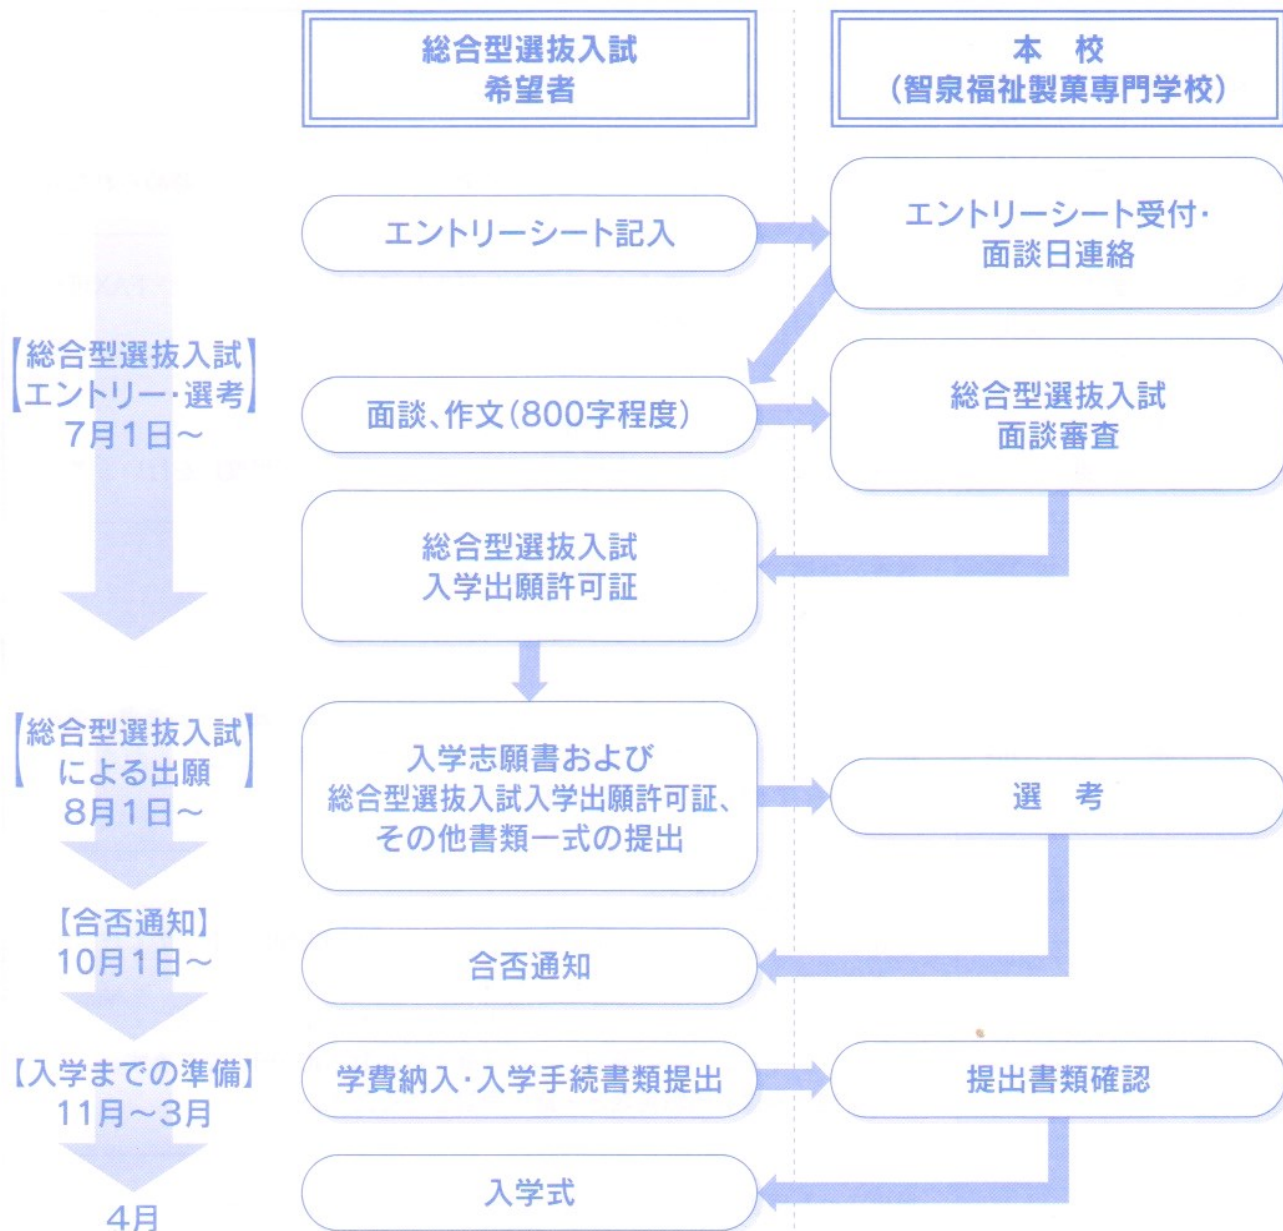 総合型選抜入試
希望者
本 校
(智泉福祉製菓専門学校)
エントリーシート記入
エントリーシート受付・
面談日連絡
【総合型選抜入試
エントリー・選考】
7月1日～
面談、作文(800字程度)
総合型選抜入試
面談審査
総合型選抜入試
入学出願許可証
【総合型選抜入試
による出願】
8月1日～
入学志願書および
総合型選抜入試入学出願許可証、
その他書類一式の提出
選 考
【合否通知】
10月1日～
合否通知
【入学までの準備】
11月～3月
学費納入・入学手続書類提出
提出書類確認
4月
入学式